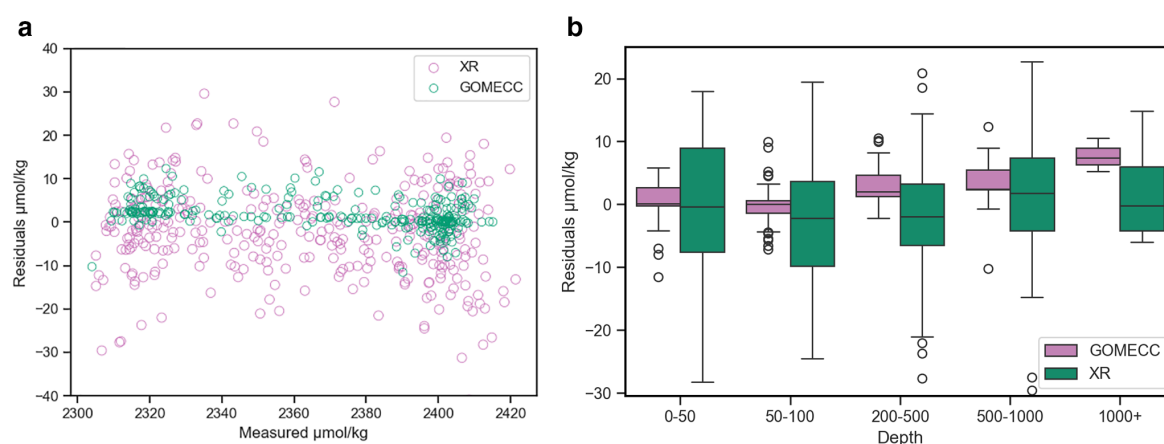 a
Residuals µmol/kg
40
30
20
10
0
−10
−20
−30
−40
XR
GOMECC
2300 2320 2340 2360 2380 2400 2420
Measured µmol/kg
b
Residuals µmol/kg
20
10
0
−10
−20
−30
GOMECC
XR
0-50 50-100 200-500 500-1000 1000+
Depth